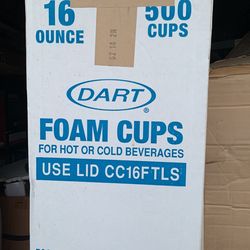 16 500
OUNCE CUPS
DART®
FOAM CUPS
FOR HOT OR COLD BEVERAGES
USE LID CC16FTLS